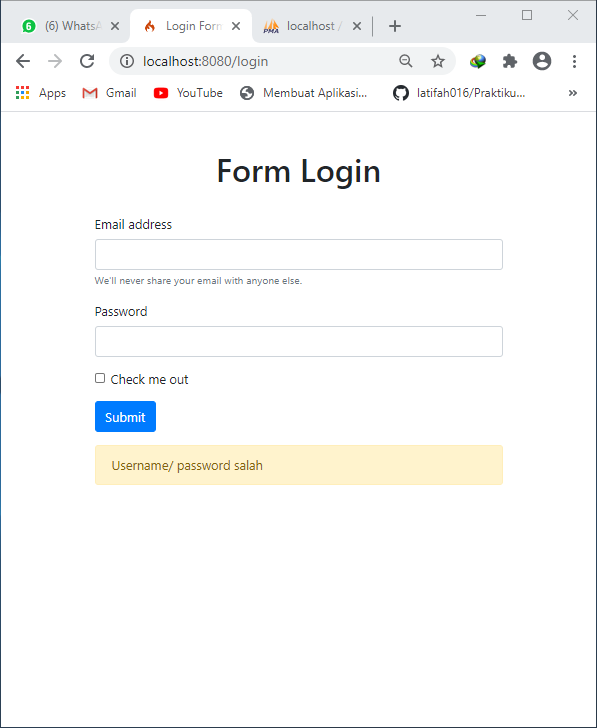 6 (6) WhatsA
Login Form
PMA localhost /
localhost:8080/login
Apps Gmail YouTube Membuat Aplikasi... latifah016/Praktiku... »
Form Login
Email address
We'll never share your email with anyone else.
Password
Check me out
Submit
Username/ password salah